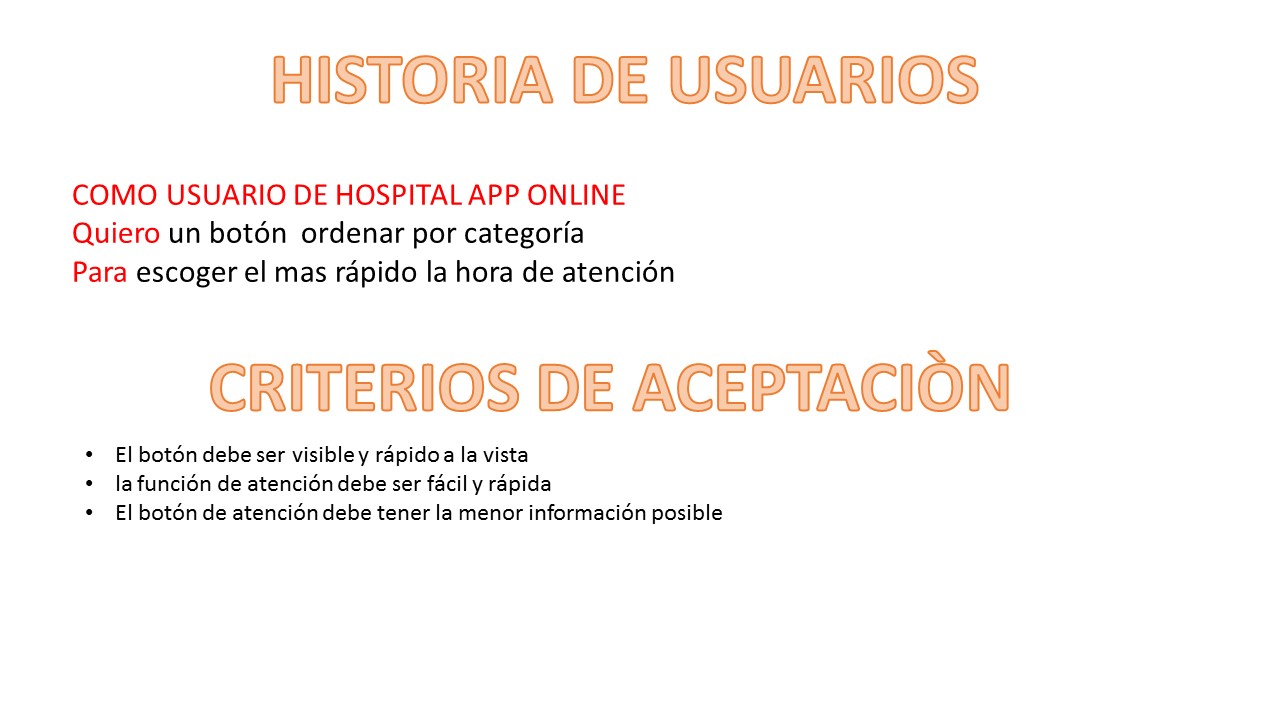 HISTORIA DE USUARIOS
COMO USUARIO DE HOSPITAL APP ONLINE
Quiero un botón ordenar por categoría
Para escoger el mas rápido la hora de atención
CRITERIOS DE ACEPTACIÒN
• El botón debe ser visible y rápido a la vista
• la función de atención debe ser fácil y rápida
• El botón de atención debe tener la menor información posible